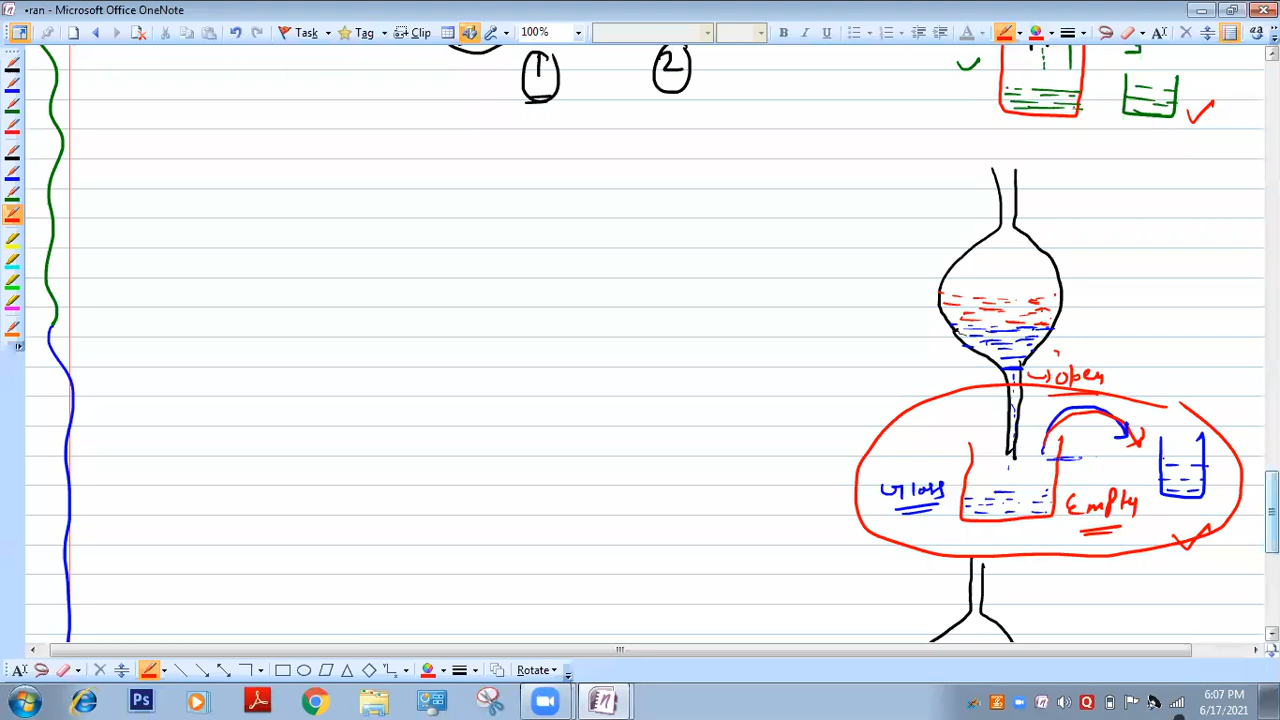 •ran - Microsoft Office OneNote
Task
Tag
Clip
100%
B I U
1
2
open
Glass
Empty
Rotate
6:07 PM
6/17/2021